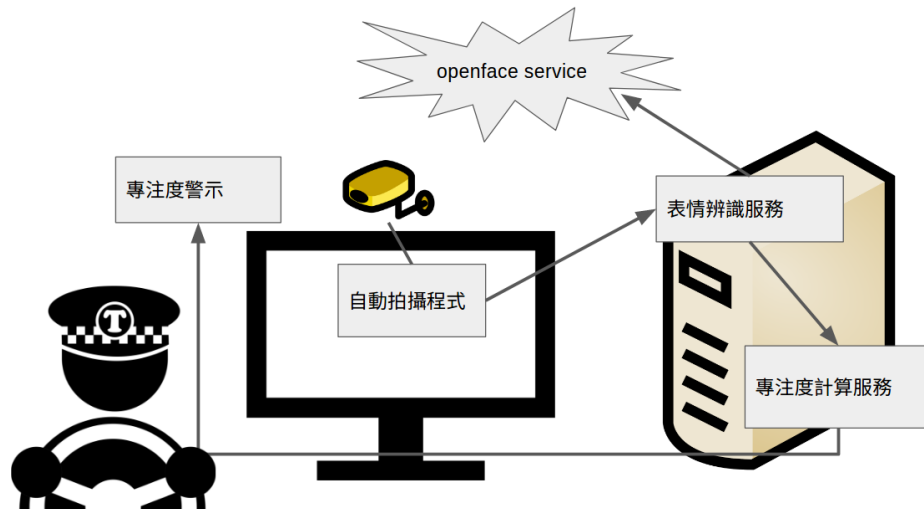 openface service
專注度警示
表情辨識服務
自動拍攝程式
專注度計算服務
T